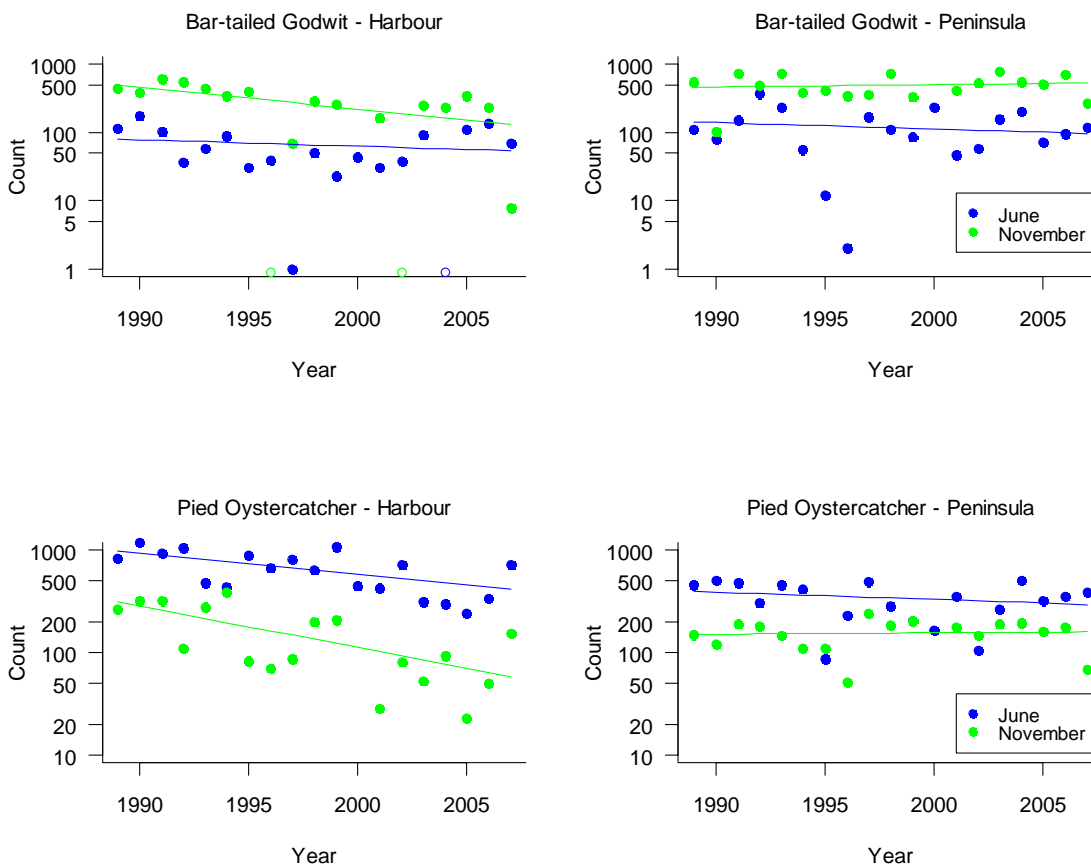 Bar-tailed Godwit - Harbour
1000
500
100
50
10
5
1
Count
1990 1995 2000 2005
Year
Bar-tailed Godwit - Peninsula
1000
500
100
50
10
5
1
Count
June
November
1990 1995 2000 2005
Year
Pied Oystercatcher - Harbour
1000
500
200
100
50
20
10
Count
1990 1995 2000 2005
Year
Pied Oystercatcher - Peninsula
1000
500
200
100
50
20
10
Count
June
November
1990 1995 2000 2005
Year